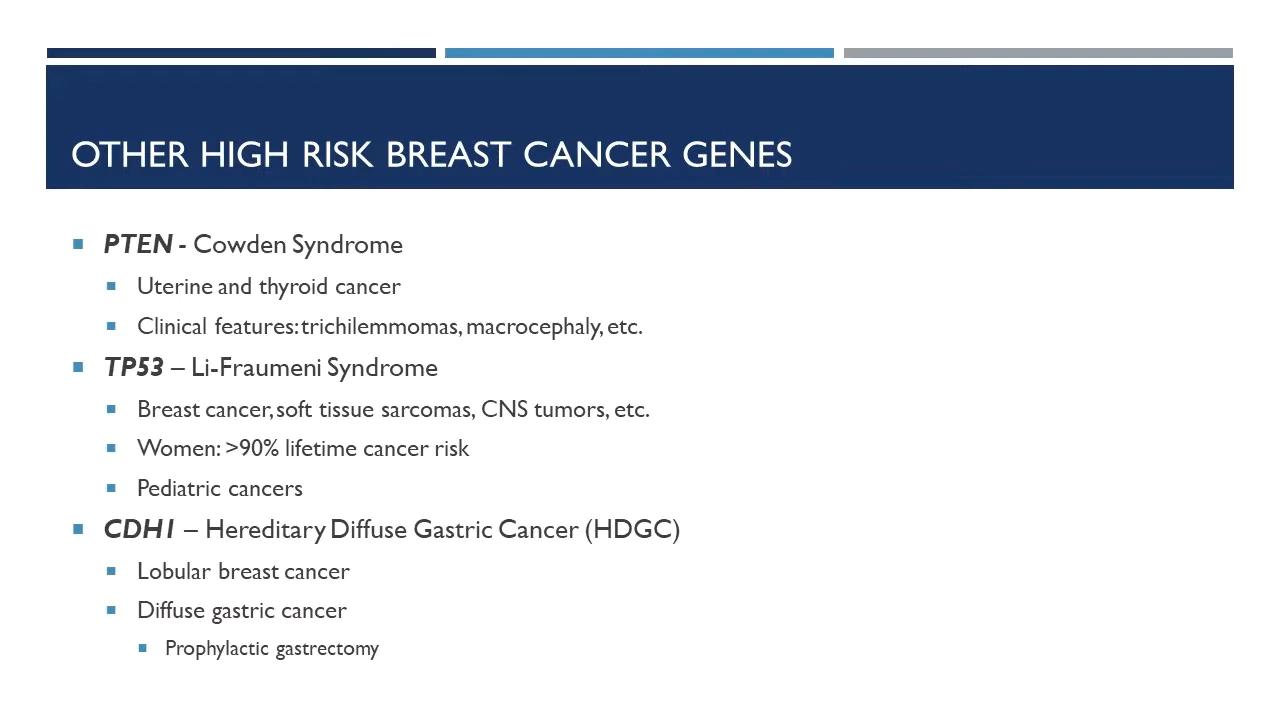 OTHER HIGH RISK BREAST CANCER GENES
PTEN - Cowden Syndrome
Uterine and thyroid cancer
Clinical features: trichilemmomas, macrocephaly, etc.
TP53 – Li-Fraumeni Syndrome
Breast cancer, soft tissue sarcomas, CNS tumors, etc.
Women: >90% lifetime cancer risk
Pediatric cancers
CDH1 – Hereditary Diffuse Gastric Cancer (HDGC)
Lobular breast cancer
Diffuse gastric cancer
Prophylactic gastrectomy